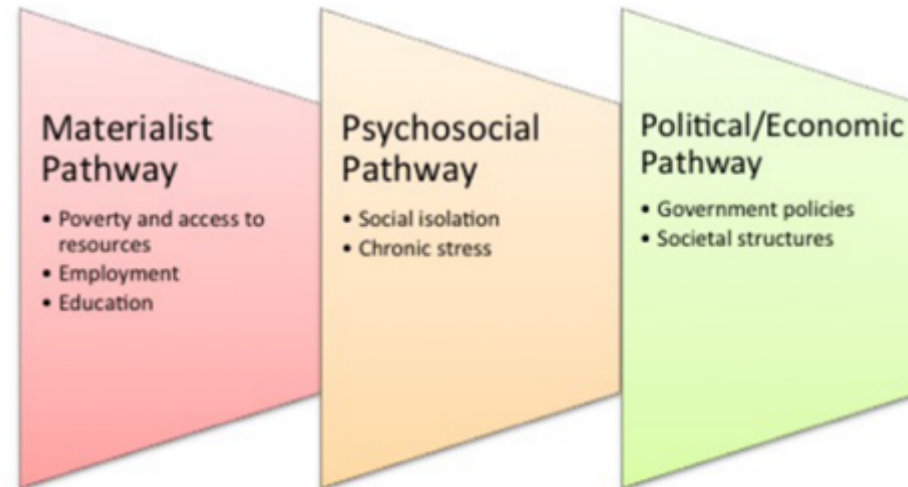 Materialist
Pathway
• Poverty and access to
resources
• Employment
• Education
Psychosocial
Pathway
• Social isolation
• Chronic stress
Political/Economic
Pathway
• Government policies
• Societal structures